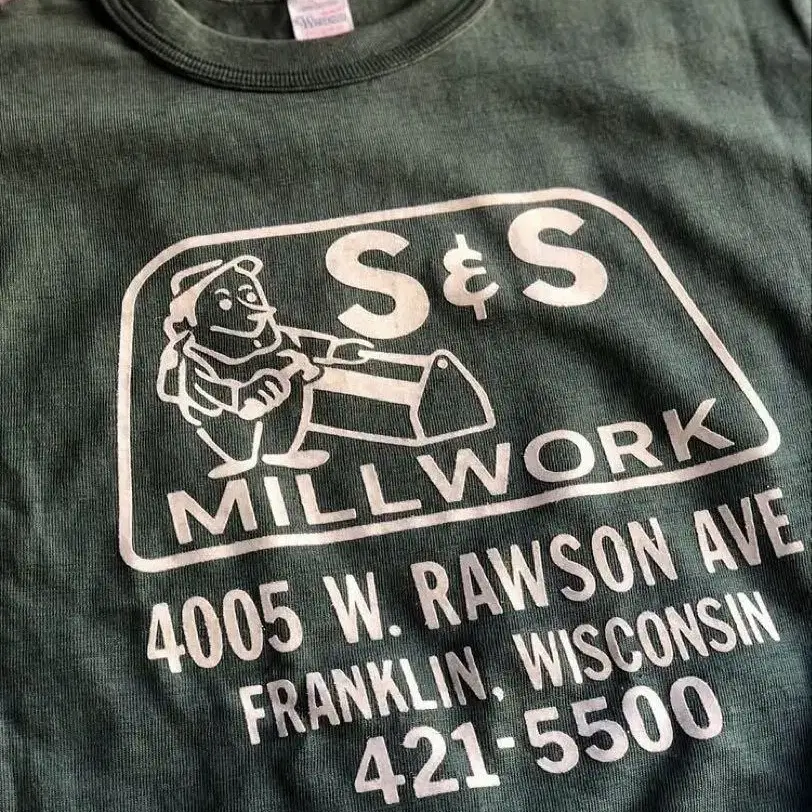 S & S
MILLWORK
4005 W. RAWSON AVE
FRANKLIN, WISCONSIN
421-5500